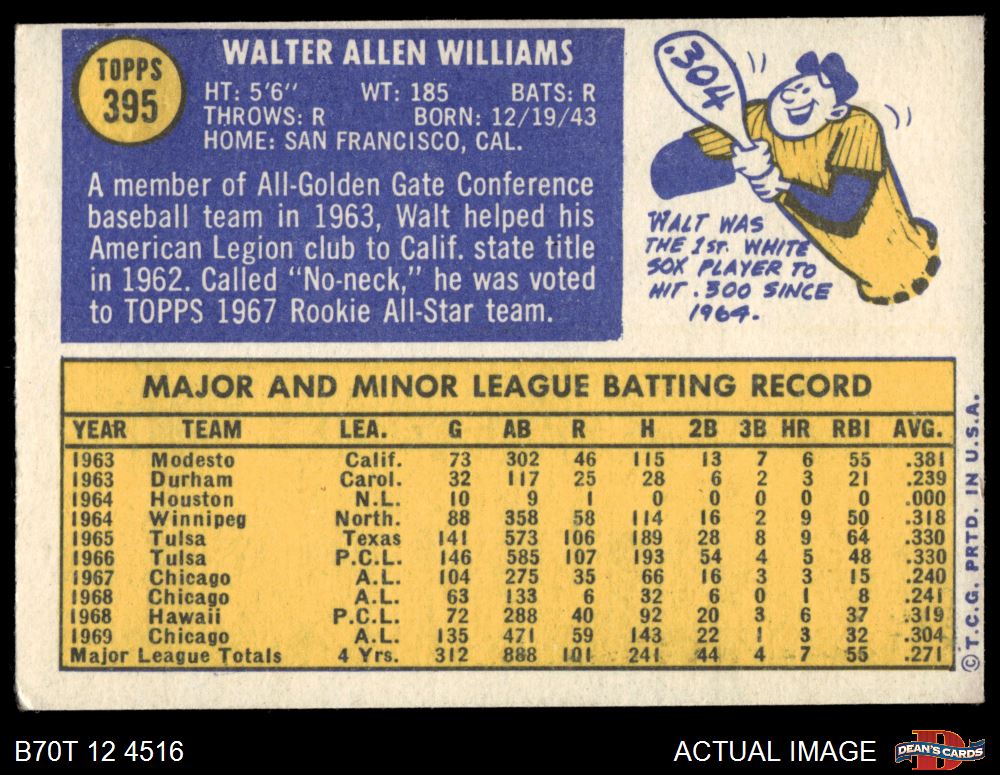 TOPPS
395
WALTER ALLEN WILLIAMS
HT: 5'6" WT: 185 BATS: R
THROWS: R BORN: 12/19/43
HOME: SAN FRANCISCO, CAL.
A member of All-Golden Gate Conference
baseball team in 1963, Walt helped his
American Legion club to Calif. state title
in 1962. Called "No-neck," he was voted
to TOPPS 1967 Rookie All-Star team.
.304
WALT WAS
THE 1ST. WHITE
SOX PLAYER TO
HIT .300 SINCE
1964.
MAJOR AND MINOR LEAGUE BATTING RECORD
YEAR TEAM LEA. G AB R H 2B 3B HR RBI AVG.
1963 Modesto Calif. 73 302 46 115 13 7 6 55 .381
1963 Durham Carol. 32 117 25 28 6 2 3 21 .239
1964 Houston N.L. 10 9 1 0 0 0 0 0 .000
1964 Winnipeg North. 88 358 58 114 16 2 9 50 .318
1965 Tulsa Texas 141 573 106 189 28 8 9 64 .330
1966 Tulsa P.C.L. 146 585 107 193 54 4 5 48 .330
1967 Chicago A.L. 104 275 35 66 16 3 3 15 .240
1968 Chicago A.L. 63 133 6 32 6 0 1 8 .241
1968 Hawaii P.C.L. 72 288 40 92 20 3 6 37 .319
1969 Chicago A.L. 135 471 59 143 22 1 3 32 .304
Major League Totals 4 Yrs. 312 888 101 241 44 4 7 55 .271
© T.C.G. PRTD. IN U.S.A.
B70T 12 4516
ACTUAL IMAGE
DEAN'S CARDS